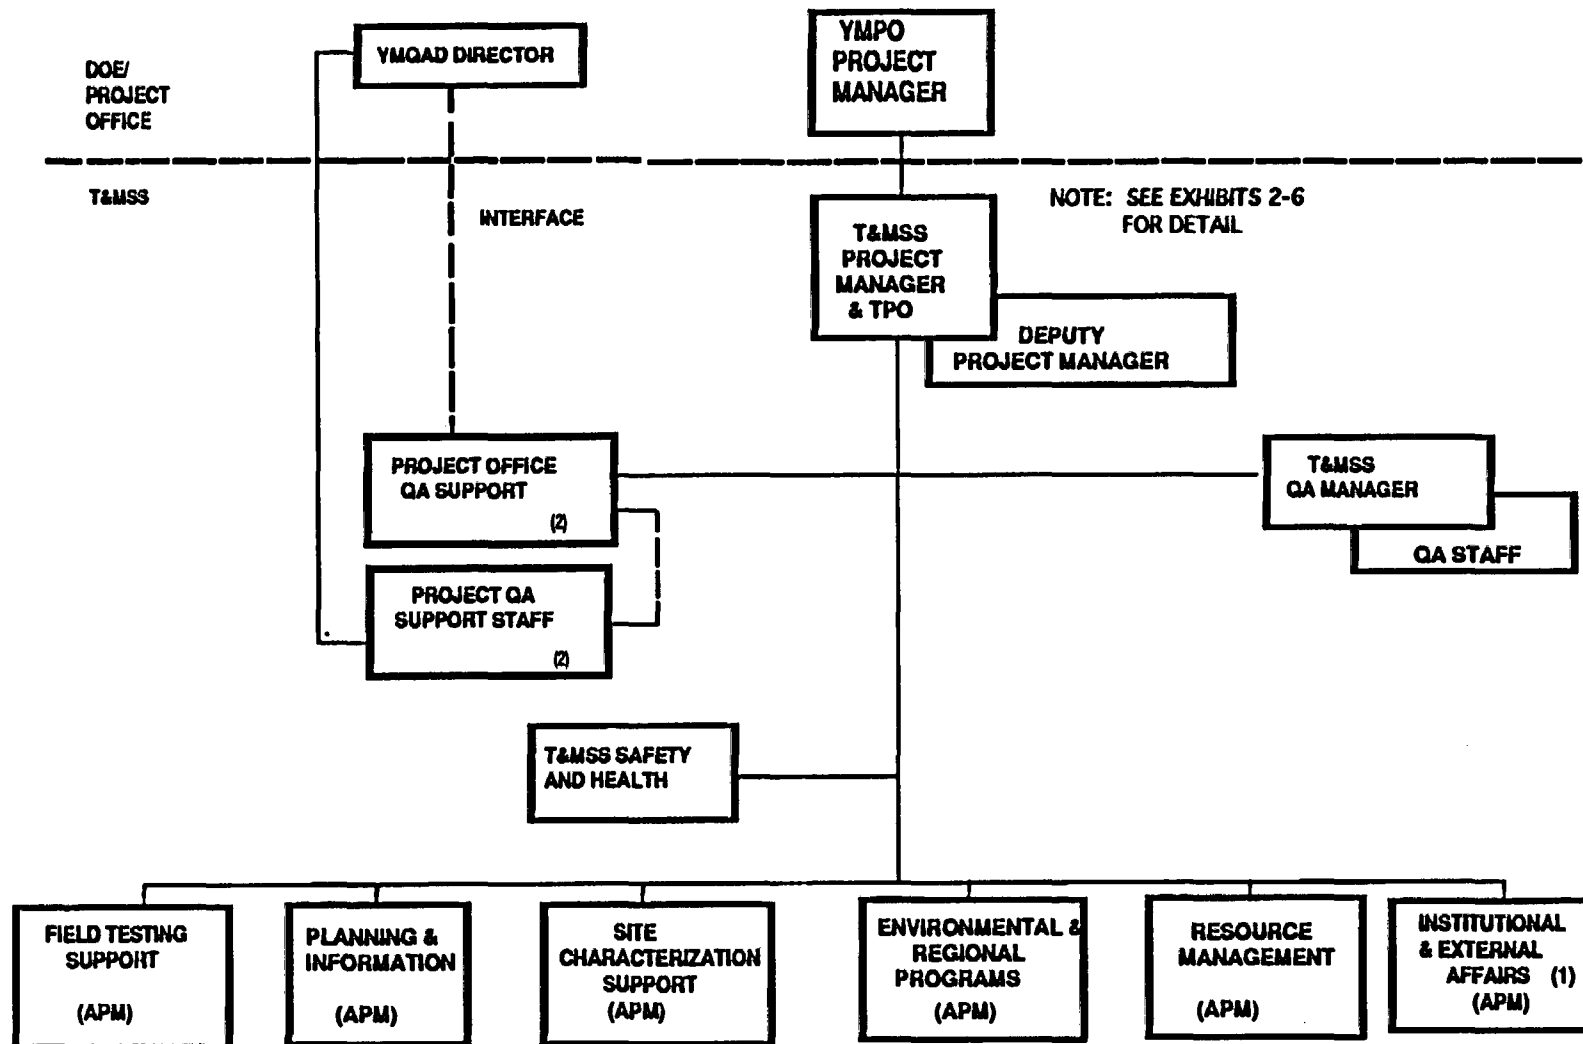 YMQAD DIRECTOR
YMPO
PROJECT
MANAGER
DOE/
PROJECT
OFFICE
T&MSS
INTERFACE
NOTE: SEE EXHIBITS 2-6
FOR DETAIL
T&MSS
PROJECT
MANAGER
& TPO
DEPUTY
PROJECT MANAGER
PROJECT OFFICE
QA SUPPORT
(2)
T&MSS
QA MANAGER
QA STAFF
PROJECT QA
SUPPORT STAFF
(2)
T&MSS SAFETY
AND HEALTH
FIELD TESTING
SUPPORT
(APM)
PLANNING &
INFORMATION
(APM)
SITE
CHARACTERIZATION
SUPPORT
(APM)
ENVIRONMENTAL &
REGIONAL
PROGRAMS
(APM)
RESOURCE
MANAGEMENT
(APM)
INSTITUTIONAL
& EXTERNAL
AFFAIRS (1)
(APM)